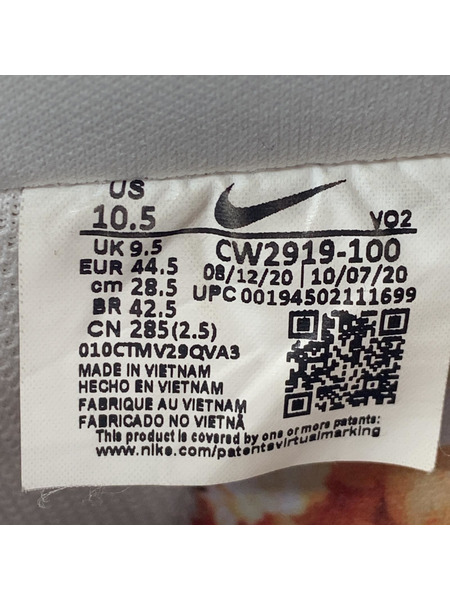 US
10.5
VO2
UK 9.5
CW2919-100
EUR 44.5
08/12/20 10/07/20
cm 28.5
UPC 00194502111699
BR 42.5
CN 285(2.5)
010CTMV29QVA3
MADE IN VIETNAM
HECHO EN VIETNAM
FABRIQUE AU VIETNAM
FABRICADO NO VIETNÃ
This product is covered by one or more patents:
www.nike.com/patentsvirtualmarking